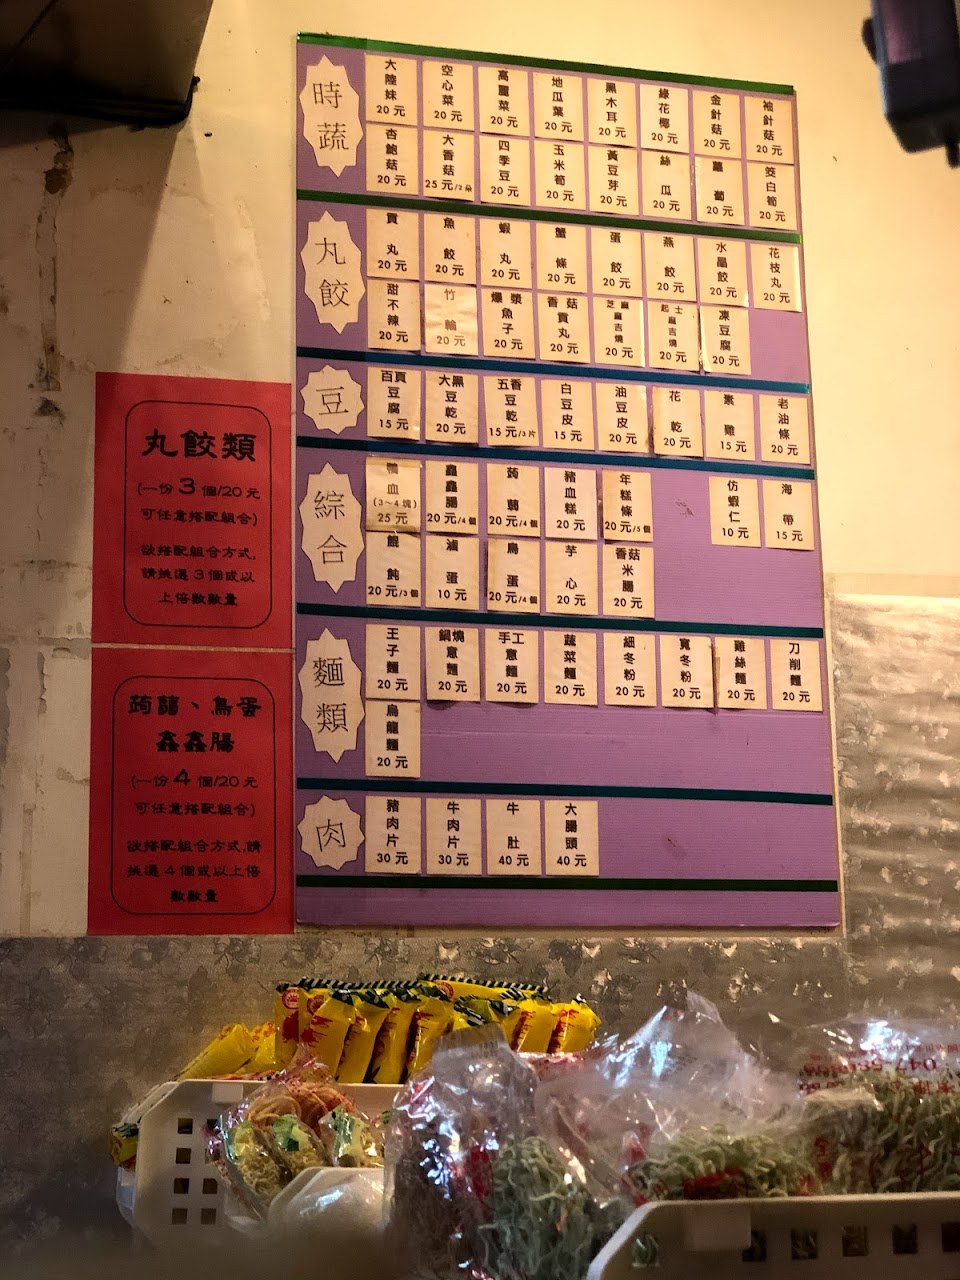 時蔬
大陸妹 20元
空心菜 20元
高麗菜 20元
地瓜葉 20元
黑木耳 20元
綠花椰 20元
金針菇 20元
袖針菇 20元
杏鮑菇 20元
大香菇 25元/2朵
四季豆 20元
玉米筍 20元
黃豆芽 20元
絲瓜 20元
蘿蔔 20元
筊白筍 20元
丸餃
貢丸 20元
魚餃 20元
蝦丸 20元
蟹條 20元
蛋餃 20元
燕餃 20元
水晶餃 20元
花枝丸 20元
甜不辣 20元
竹輪 20元
爆漿魚子 20元
香菇貢丸 20元
芝麻麻吉燒 20元
起士麻吉燒 20元
凍豆腐 20元
豆
百頁豆腐 15元
大黑豆乾 20元
五香豆乾 15元/3片
白豆皮 15元
油豆皮 20元
花乾 20元
素雞 15元
老油條 20元
綜合
鴨血 (3~4塊) 25元
鑫鑫腸 20元/4個
蒟蒻 20元/4個
豬血糕 20元
年糕條 20元/5個
仿蝦仁 10元
海帶 15元
餛飩 20元/3個
滷蛋 10元
鳥蛋 20元/4個
芋心 20元
香菇米腸 20元
麵類
王子麵 20元
鍋燒意麵 20元
手工意麵 20元
蔬菜麵 20元
細冬粉 20元
寬冬粉 20元
雞絲麵 20元
刀削麵 20元
烏龍麵 20元
肉
豬肉片 30元
牛肉片 30元
牛肚 40元
大腸頭 40元
丸餃類
(一份3個/20元
可任意搭配組合)
欲搭配組合方式,
請挑選3個或以
上倍數數量
蒟蒻、鳥蛋
鑫鑫腸
(一份4個/20元
可任意搭配組合)
欲搭配組合方式,請
挑選4個或以上倍
數數量